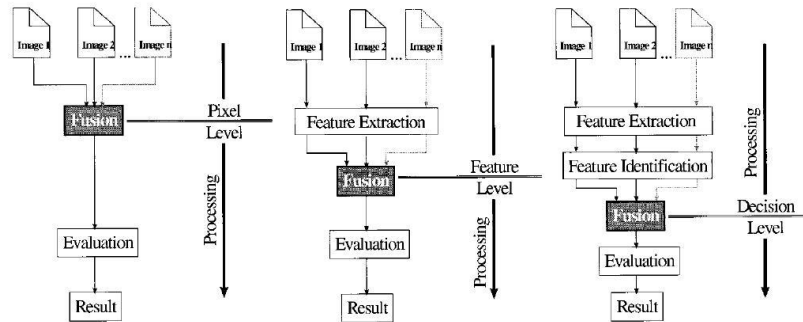 Image 1 Image 2 ... Image n
Fusion
Pixel
Level
Processing
Evaluation
Result
Image 1 Image 2 ... Image n
Feature Extraction
Fusion
Feature
Level
Processing
Evaluation
Result
Image 1 Image 2 ... Image n
Feature Extraction
Feature Identification
Processing
Fusion
Decision
Level
Evaluation
Result